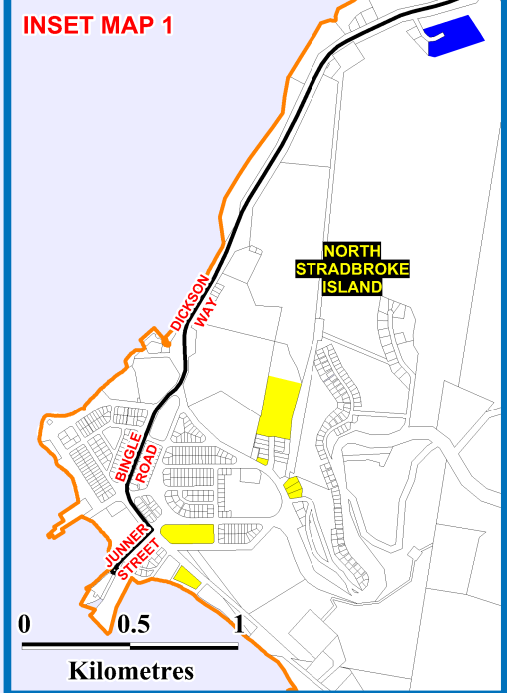 INSET MAP 1
NORTH
STRADBROKE
ISLAND
DICKSON
WAY
BINGLE
ROAD
JUNNER
STREET
0 0.5 1
Kilometres